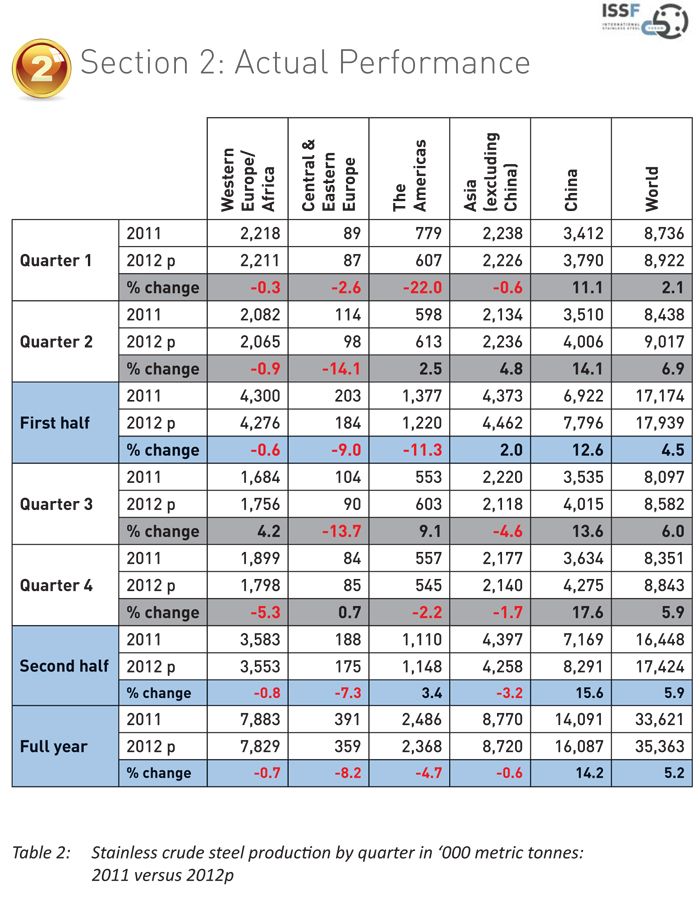 ISSF
INTERNATIONAL
STAINLESS STEEL FORUM
2 Section 2: Actual Performance
Western Europe/ Africa | Central & Eastern Europe | The Americas | Asia (excluding China) | China | World
Quarter 1 2011 2,218 89 779 2,238 3,412 8,736
2012 p 2,211 87 607 2,226 3,790 8,922
% change -0.3 -2.6 -22.0 -0.6 11.1 2.1
Quarter 2 2011 2,082 114 598 2,134 3,510 8,438
2012 p 2,065 98 613 2,236 4,006 9,017
% change -0.9 -14.1 2.5 4.8 14.1 6.9
First half 2011 4,300 203 1,377 4,373 6,922 17,174
2012 p 4,276 184 1,220 4,462 7,796 17,939
% change -0.6 -9.0 -11.3 2.0 12.6 4.5
Quarter 3 2011 1,684 104 553 2,220 3,535 8,097
2012 p 1,756 90 603 2,118 4,015 8,582
% change 4.2 -13.7 9.1 -4.6 13.6 6.0
Quarter 4 2011 1,899 84 557 2,177 3,634 8,351
2012 p 1,798 85 545 2,140 4,275 8,843
% change -5.3 0.7 -2.2 -1.7 17.6 5.9
Second half 2011 3,583 188 1,110 4,397 7,169 16,448
2012 p 3,553 175 1,148 4,258 8,291 17,424
% change -0.8 -7.3 3.4 -3.2 15.6 5.9
Full year 2011 7,883 391 2,486 8,770 14,091 33,621
2012 p 7,829 359 2,368 8,720 16,087 35,363
% change -0.7 -8.2 -4.7 -0.6 14.2 5.2
Table 2: Stainless crude steel production by quarter in ‘000 metric tonnes:
2011 versus 2012p